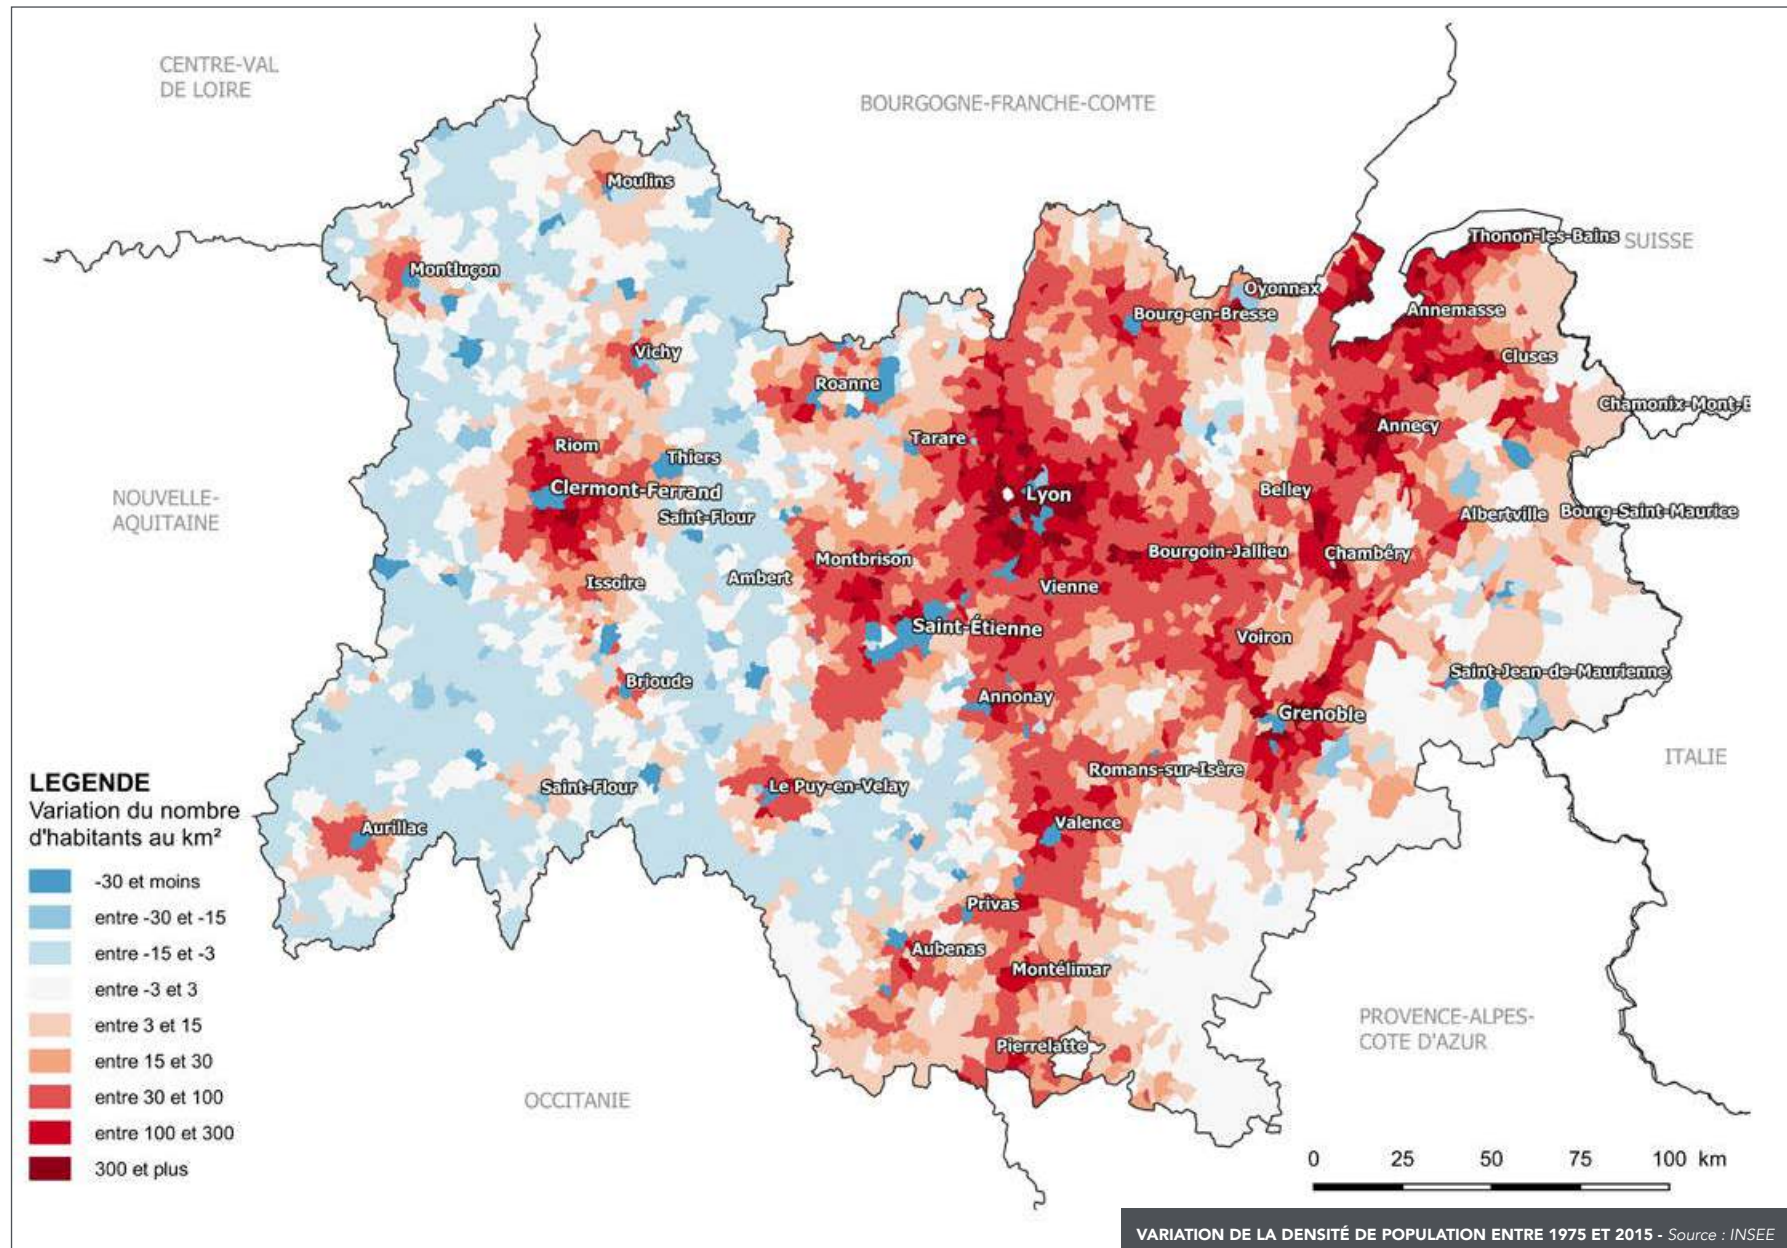 CENTRE-VAL
DE LOIRE
BOURGOGNE-FRANCHE-COMTE
Moulins
Thonon-les-Bains
SUISSE
Montluçon
Oyonnax
Bourg-en-Bresse
Annemasse
Vichy
Cluses
Roanne
Chamonix-Mont-B
Annecy
Tarare
Riom
Thiers
NOUVELLE-
AQUITAINE
Clermont-Ferrand
Lyon
Belley
Saint-Flour
Albertville
Bourg-Saint-Maurice
Montbrison
Bourgoin-Jallieu
Chambéry
Issoire
Ambert
Vienne
Saint-Étienne
Voiron
Brioude
Saint-Jean-de-Maurienne
Annonay
Grenoble
ITALIE
Romans-sur-Isère
Saint-Flour
Le Puy-en-Velay
Aurillac
Valence
Privas
Aubenas
Montélimar
Pierrelatte
PROVENCE-ALPES-
COTE D'AZUR
OCCITANIE
LEGENDE
Variation du nombre
d'habitants au km²
-30 et moins
entre -30 et -15
entre -15 et -3
entre -3 et 3
entre 3 et 15
entre 15 et 30
entre 30 et 100
entre 100 et 300
300 et plus
0 25 50 75 100 km
VARIATION DE LA DENSITÉ DE POPULATION ENTRE 1975 ET 2015 - Source : INSEE